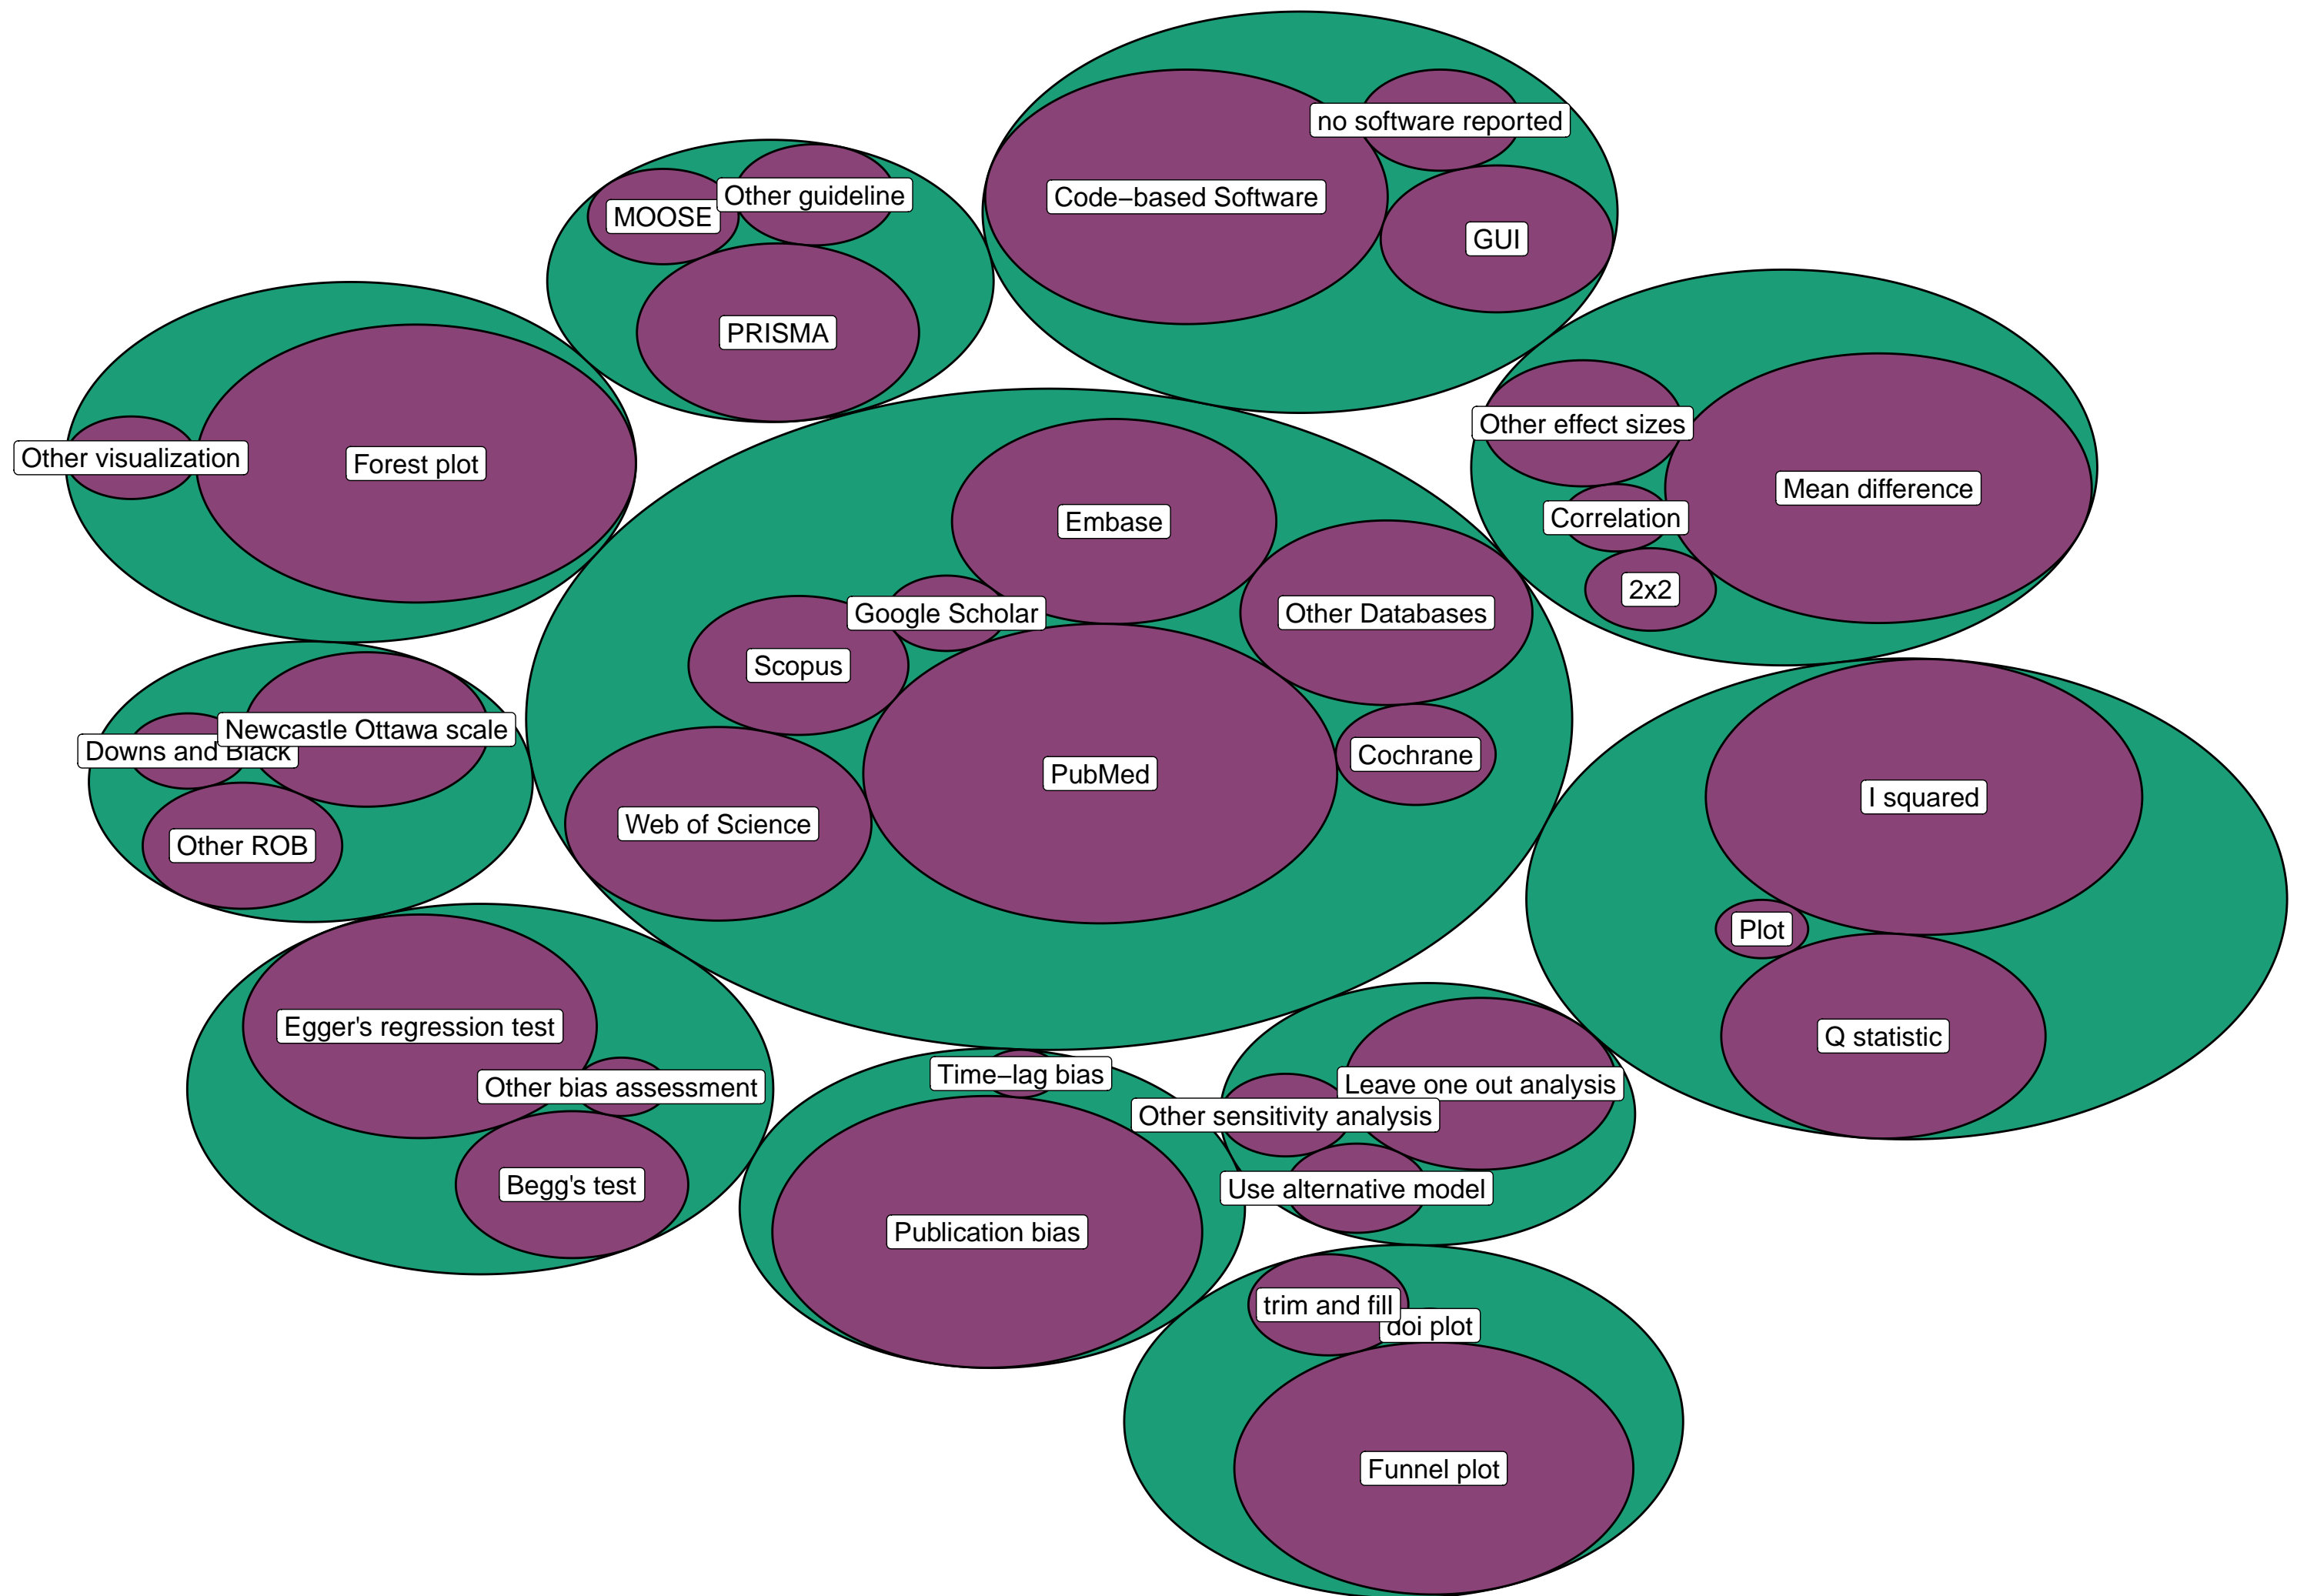 no software reported
Code−based Software
GUI
Other guideline
MOOSE
PRISMA
Other visualization
Forest plot
Other effect sizes
Mean difference
Correlation
2x2
Embase
Google Scholar
Other Databases
Scopus
PubMed
Cochrane
Web of Science
Newcastle Ottawa scale
Downs and Black
Other ROB
I squared
Plot
Q statistic
Egger's regression test
Other bias assessment
Begg's test
Time−lag bias
Publication bias
Leave one out analysis
Other sensitivity analysis
Use alternative model
trim and fill
doi plot
Funnel plot